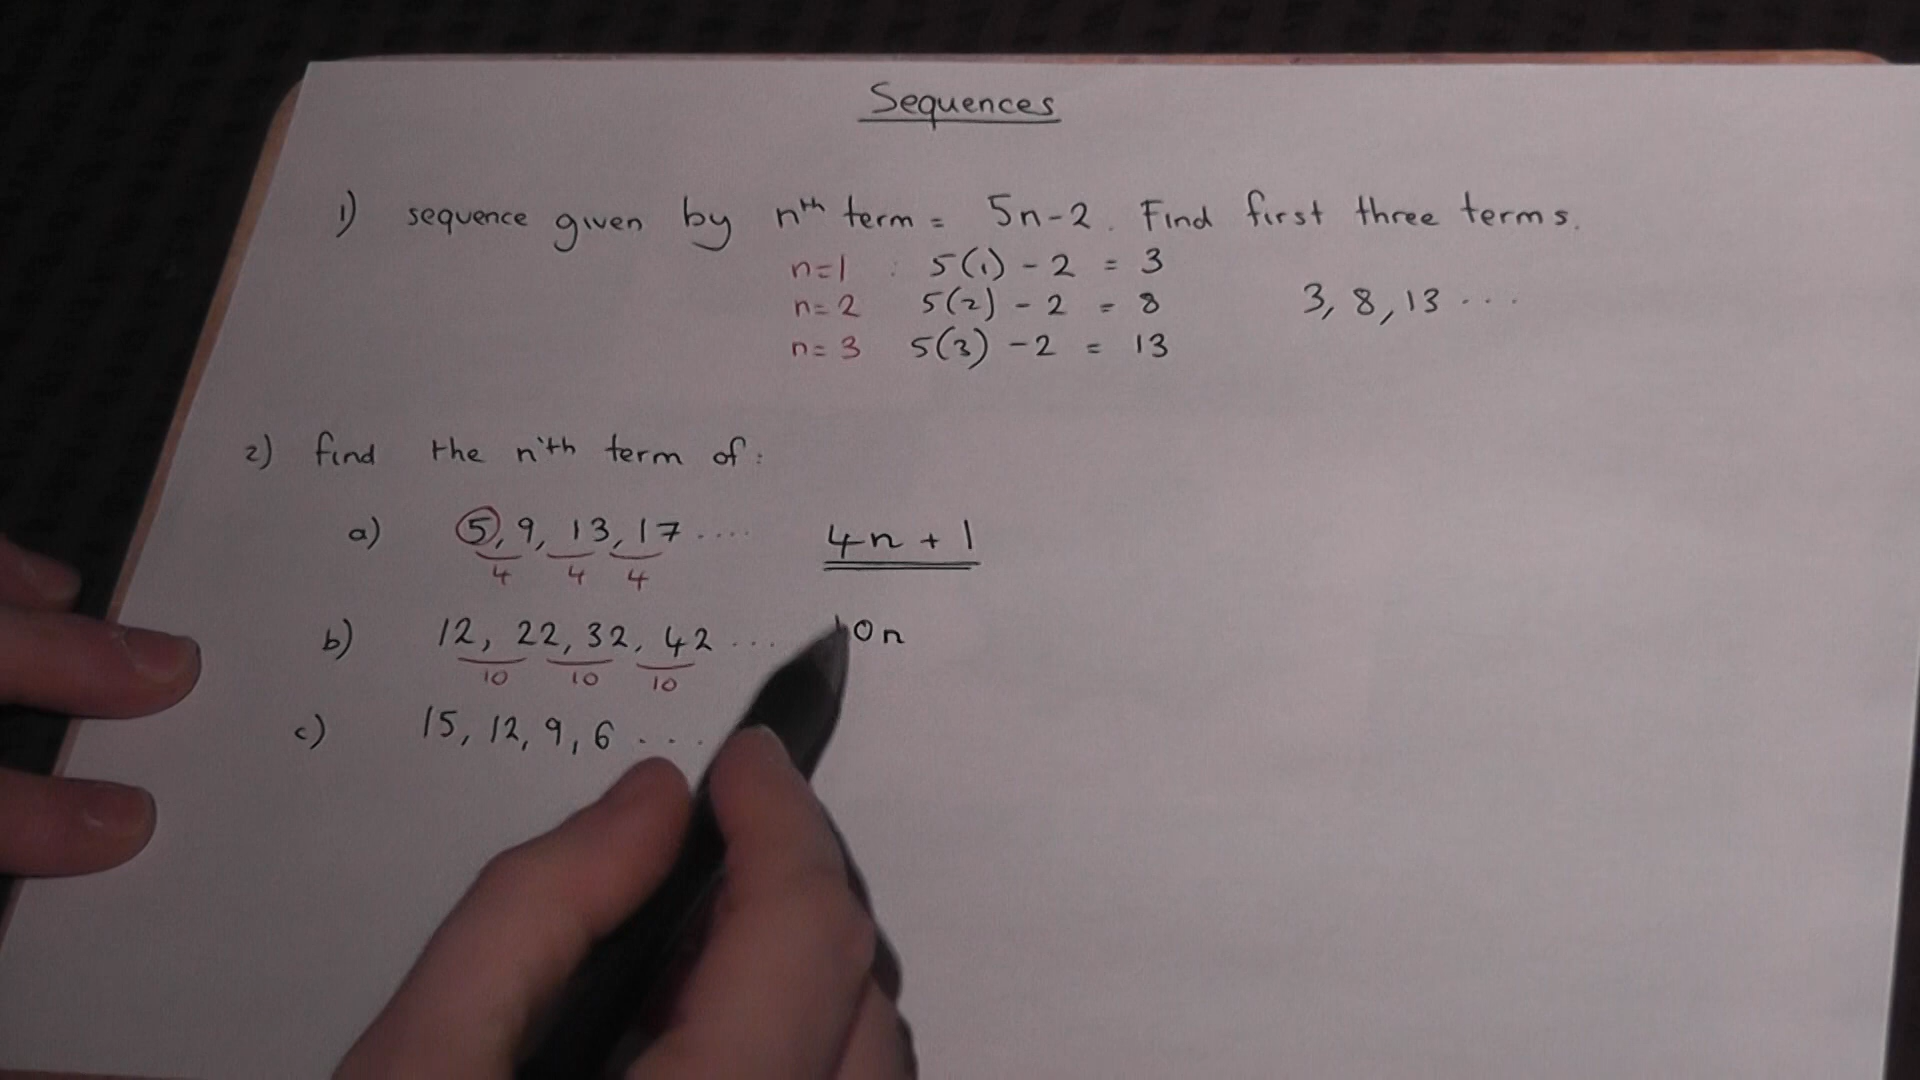 Sequences
1) sequence given by nth term = 5n-2. Find first three terms.
n=1 : 5(1) - 2 = 3
n=2 5(2) - 2 = 8 3, 8, 13 ...
n=3 5(3) - 2 = 13
2) find the n'th term of:
a) 5, 9, 13, 17 .... 4n + 1
4 4 4
b) 12, 22, 32, 42 ... 10n
10 10 10
c) 15, 12, 9, 6 ...